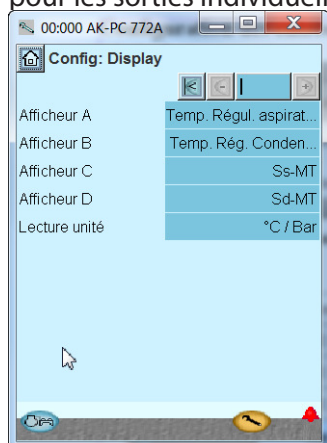 pour les sorties individuell
00:000 AK-PC 772A
Config: Display
Afficheur A Temp. Régul. aspirat...
Afficheur B Temp. Rég. Conden...
Afficheur C Ss-MT
Afficheur D Sd-MT
Lecture unité °C / Bar